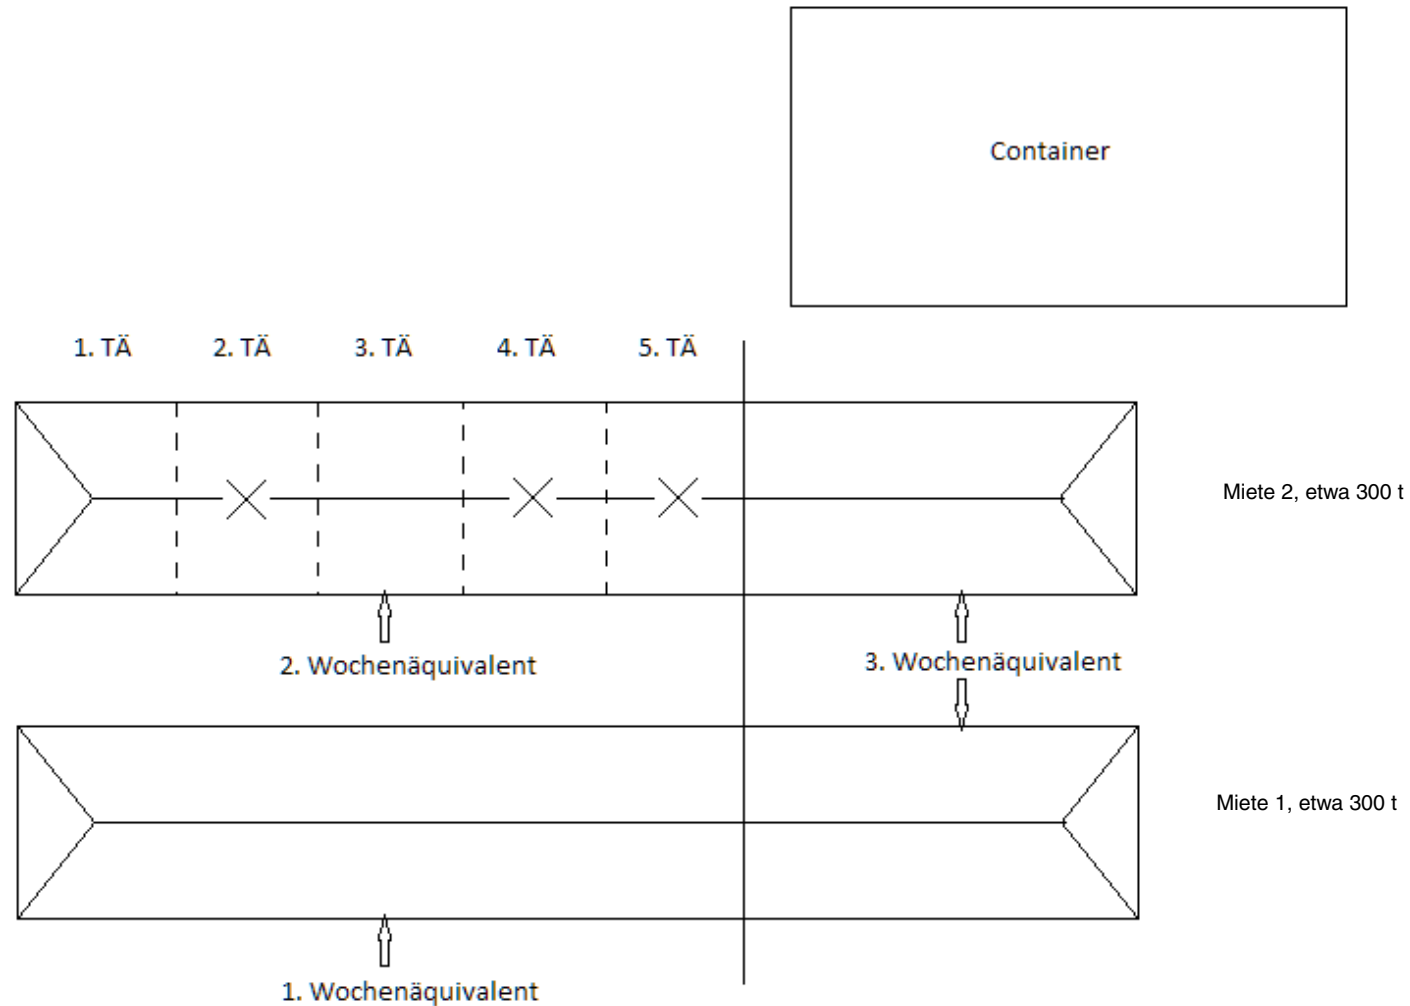 Container
1. TÄ 2. TÄ 3. TÄ 4. TÄ 5. TÄ
Miete 2, etwa 300 t
2. Wochenäquivalent
3. Wochenäquivalent
Miete 1, etwa 300 t
1. Wochenäquivalent